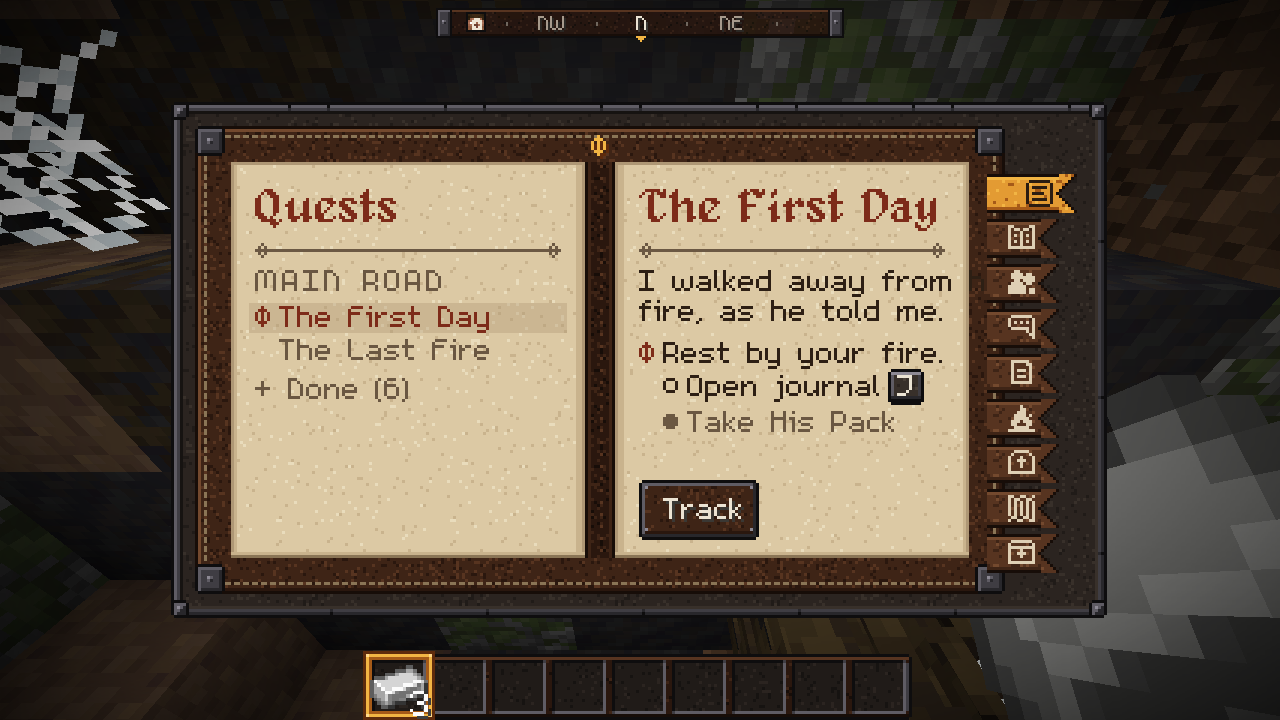 NW N NE
Quests
MAIN ROAD
The First Day
The Last Fire
+ Done (6)
The First Day
I walked away from
fire, as he told me.
Rest by your fire.
Open journal J
Take His Pack
Track